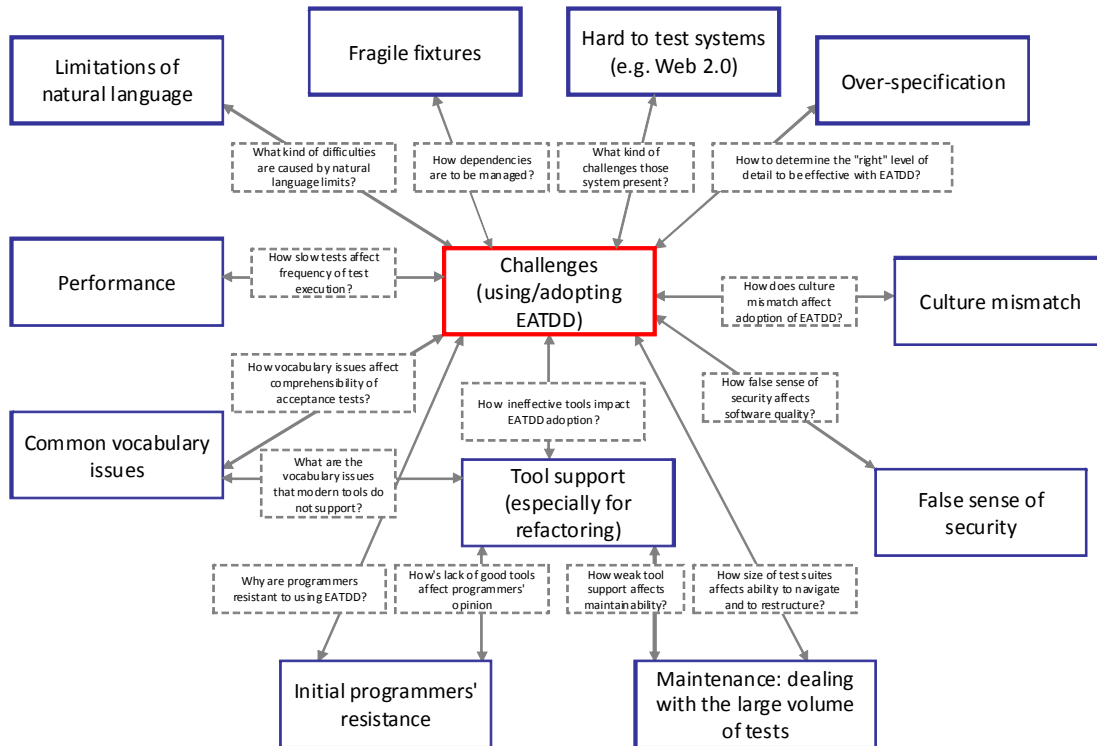 Limitations of
natural language
Fragile fixtures
Hard to test systems
(e.g. Web 2.0)
Over-specification
What kind of difficulties
are caused by natural
language limits?
How dependencies
are to be managed?
What kind of
challenges those
system present?
How to determine the "right" level of
detail to be effective with EATDD?
Performance
How slow tests affect
frequency of test
execution?
Challenges
(using/adopting
EATDD)
How does culture
mismatch affect
adoption of EATDD?
Culture mismatch
How vocabulary issues affect
comprehensibility of
acceptance tests?
How ineffective tools impact
EATDD adoption?
How false sense of
security affects
software quality?
Common vocabulary
issues
What are the
vocabulary issues
that modern tools do
not support?
Tool support
(especially for
refactoring)
False sense of
security
Why are programmers
resistant to using EATDD?
How's lack of good tools
affect programmers'
opinion
How weak tool
support affects
maintainability?
How size of test suites
affects ability to navigate
and to restructure?
Initial programmers'
resistance
Maintenance: dealing
with the large volume
of tests